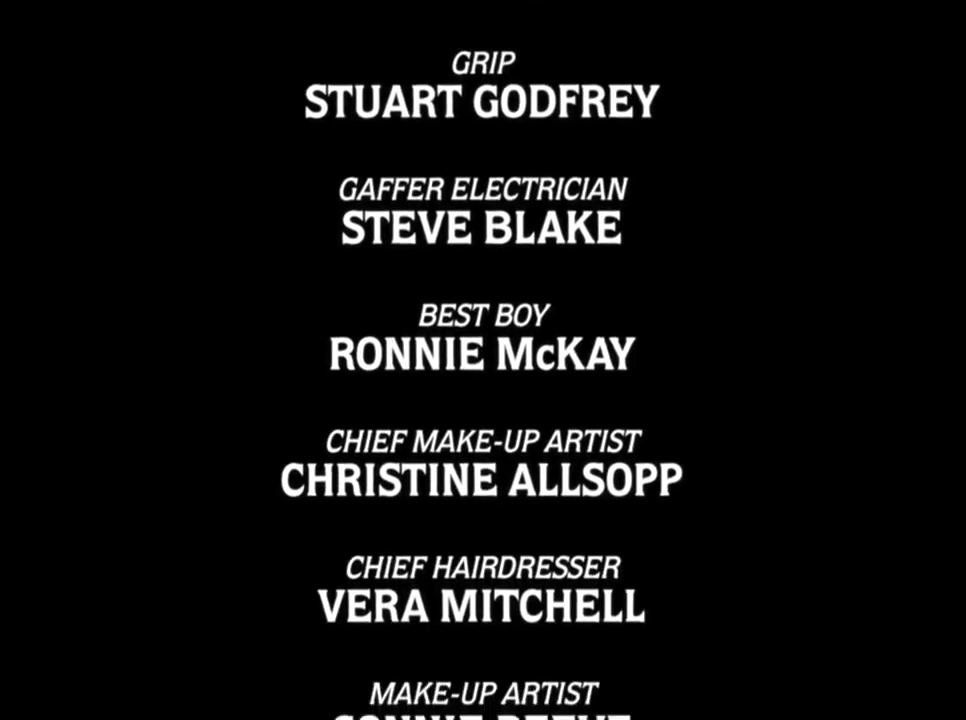 GRIP
STUART GODFREY
GAFFER ELECTRICIAN
STEVE BLAKE
BEST BOY
RONNIE McKAY
CHIEF MAKE-UP ARTIST
CHRISTINE ALLSOPP
CHIEF HAIRDRESSER
VERA MITCHELL
MAKE-UP ARTIST